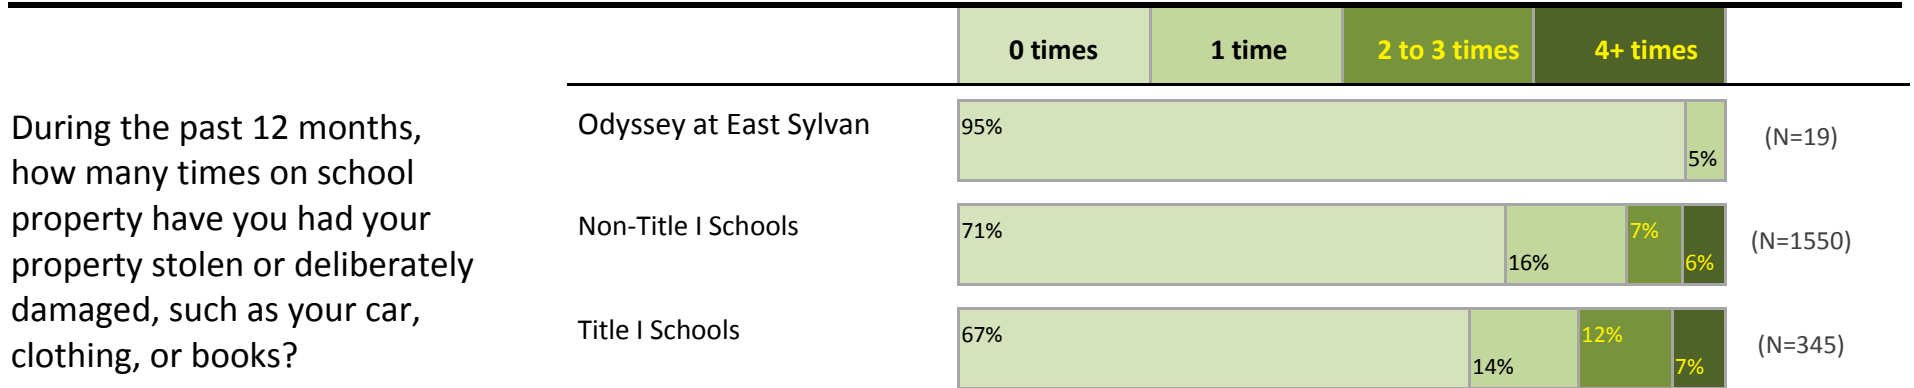 0 times 1 time 2 to 3 times 4+ times
During the past 12 months,
how many times on school
property have you had your
property stolen or deliberately
damaged, such as your car,
clothing, or books?
Odyssey at East Sylvan 95% 5% (N=19)
Non-Title I Schools 71% 16% 7% 6% (N=1550)
Title I Schools 67% 14% 12% 7% (N=345)